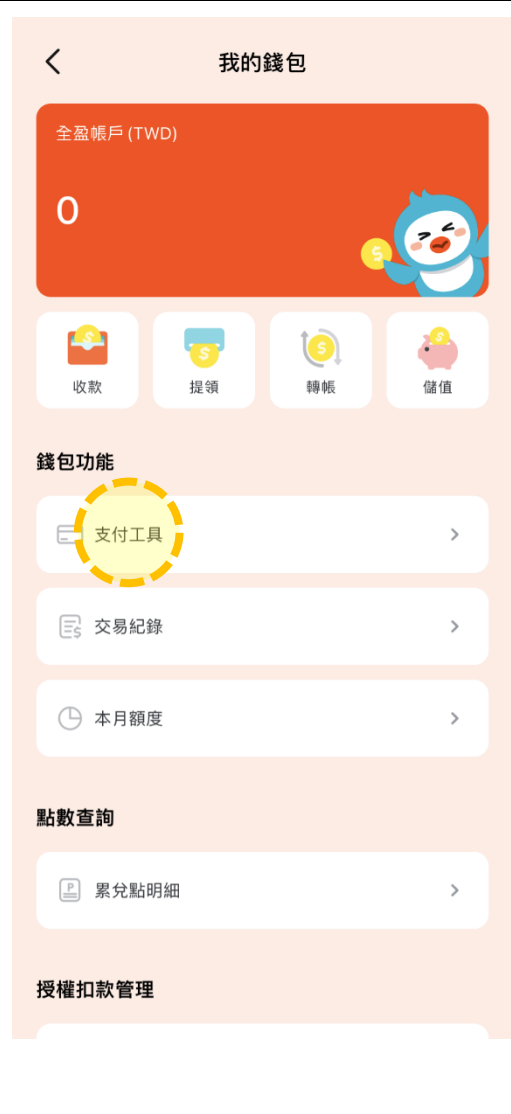 我的錢包
全盈帳戶 (TWD)
0
收款
提領
轉帳
儲值
錢包功能
支付工具
交易紀錄
本月額度
點數查詢
累兌點明細
授權扣款管理